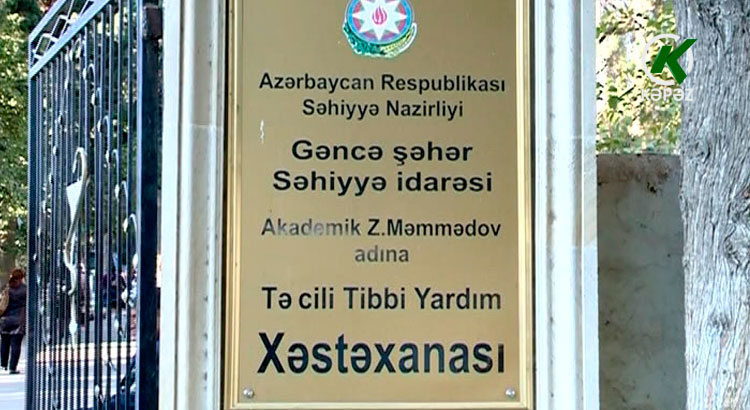 Azərbaycan Respublikası
Səhiyyə Nazirliyi
Gəncə şəhər
Səhiyyə idarəsi
Akademik Z.Məmmədov
adına
Tə cili Tibbi Yardım
Xəstəxanası
K
KƏPƏZ